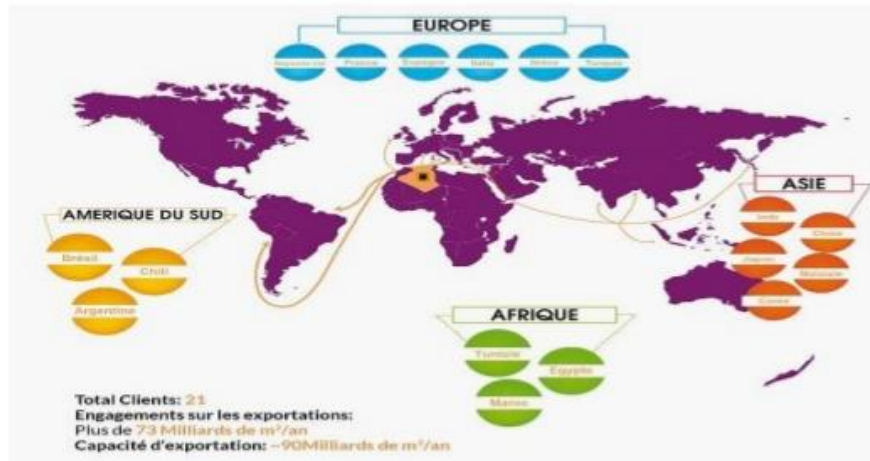 EUROPE
France
Espagne
Italie
Grèce
Turquie
ASIE
Inde
Chine
Japon
Malaisie
Corée
AMERIQUE DU SUD
Brésil
Chili
Argentine
AFRIQUE
Tunisie
Egypte
Maroc
Total Clients: 21
Engagements sur les exportations:
Plus de 73 Milliards de m³/an
Capacité d'exportation: ~90Milliards de m³/an